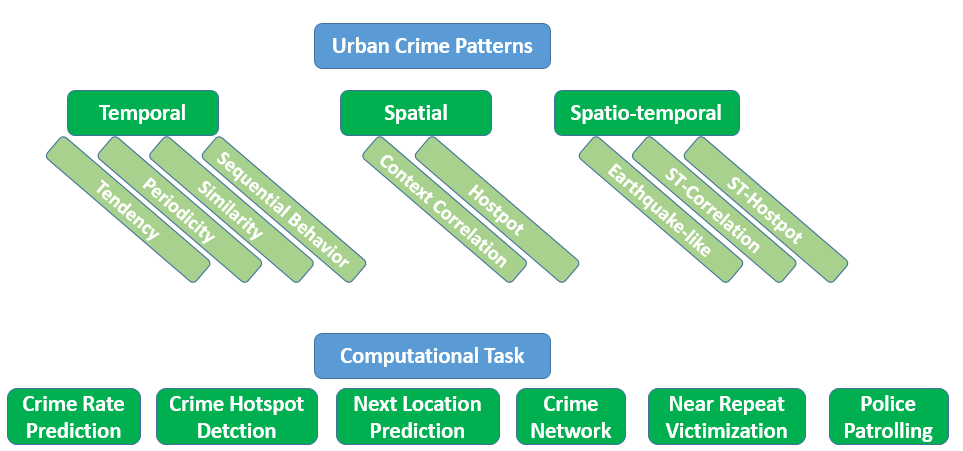 Urban Crime Patterns
Temporal
Spatial
Spatio-temporal
Tendency
Periodicity
Similarity
Sequential Behavior
Context Correlation
Hostpot
Earthquake-like
ST-Correlation
ST-Hostpot
Computational Task
Crime Rate
Prediction
Crime Hotspot
Detction
Next Location
Prediction
Crime
Network
Near Repeat
Victimization
Police
Patrolling